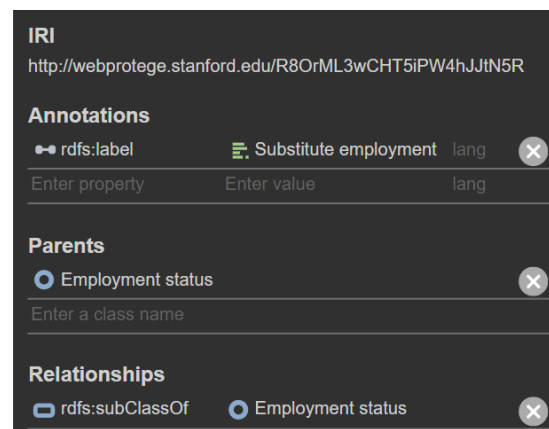 IRI
http://webprotege.stanford.edu/R8OrML3wCHT5iPW4hJJtN5R
Annotations
rdfs:label Substitute employment lang
Enter property Enter value lang
Parents
Employment status
Enter a class name
Relationships
rdfs:subClassOf Employment status